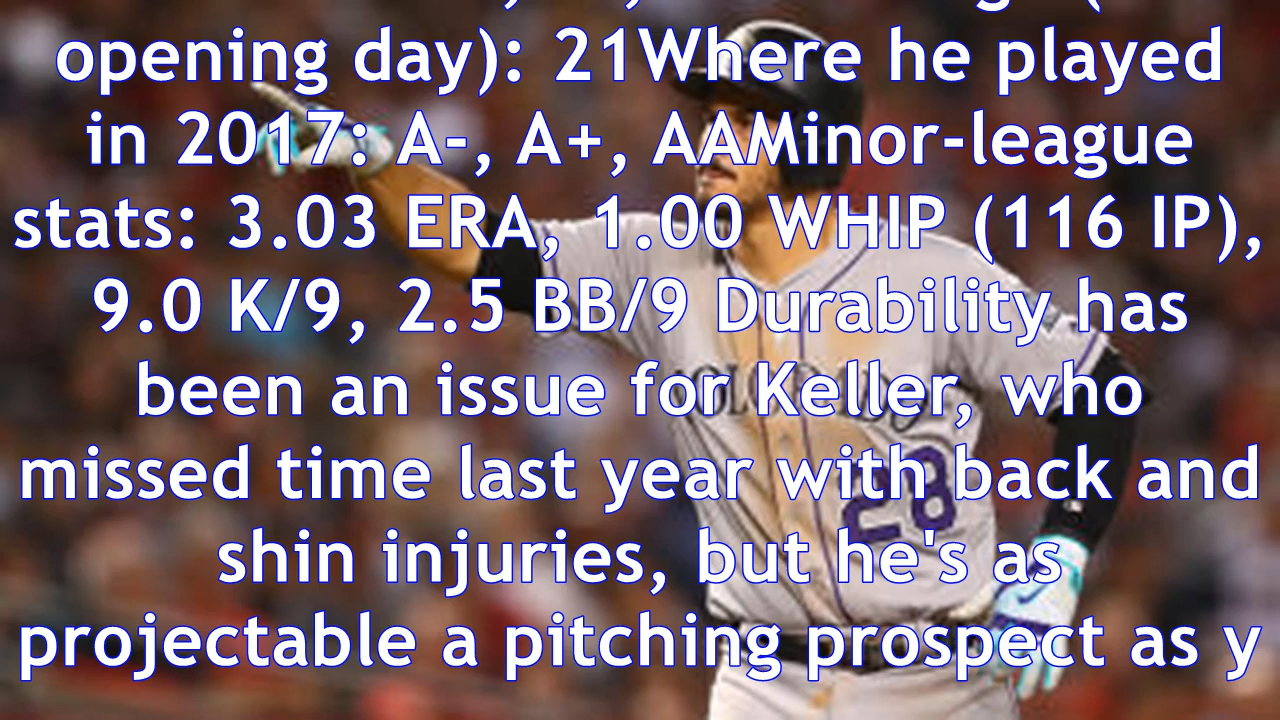 opening day): 21Where he played
in 2017: A-, A+, AAMinor-league
stats: 3.03 ERA, 1.00 WHIP (116 IP),
9.0 K/9, 2.5 BB/9 Durability has
been an issue for Keller, who
missed time last year with back and
shin injuries, but he's as
projectable a pitching prospect as y
28